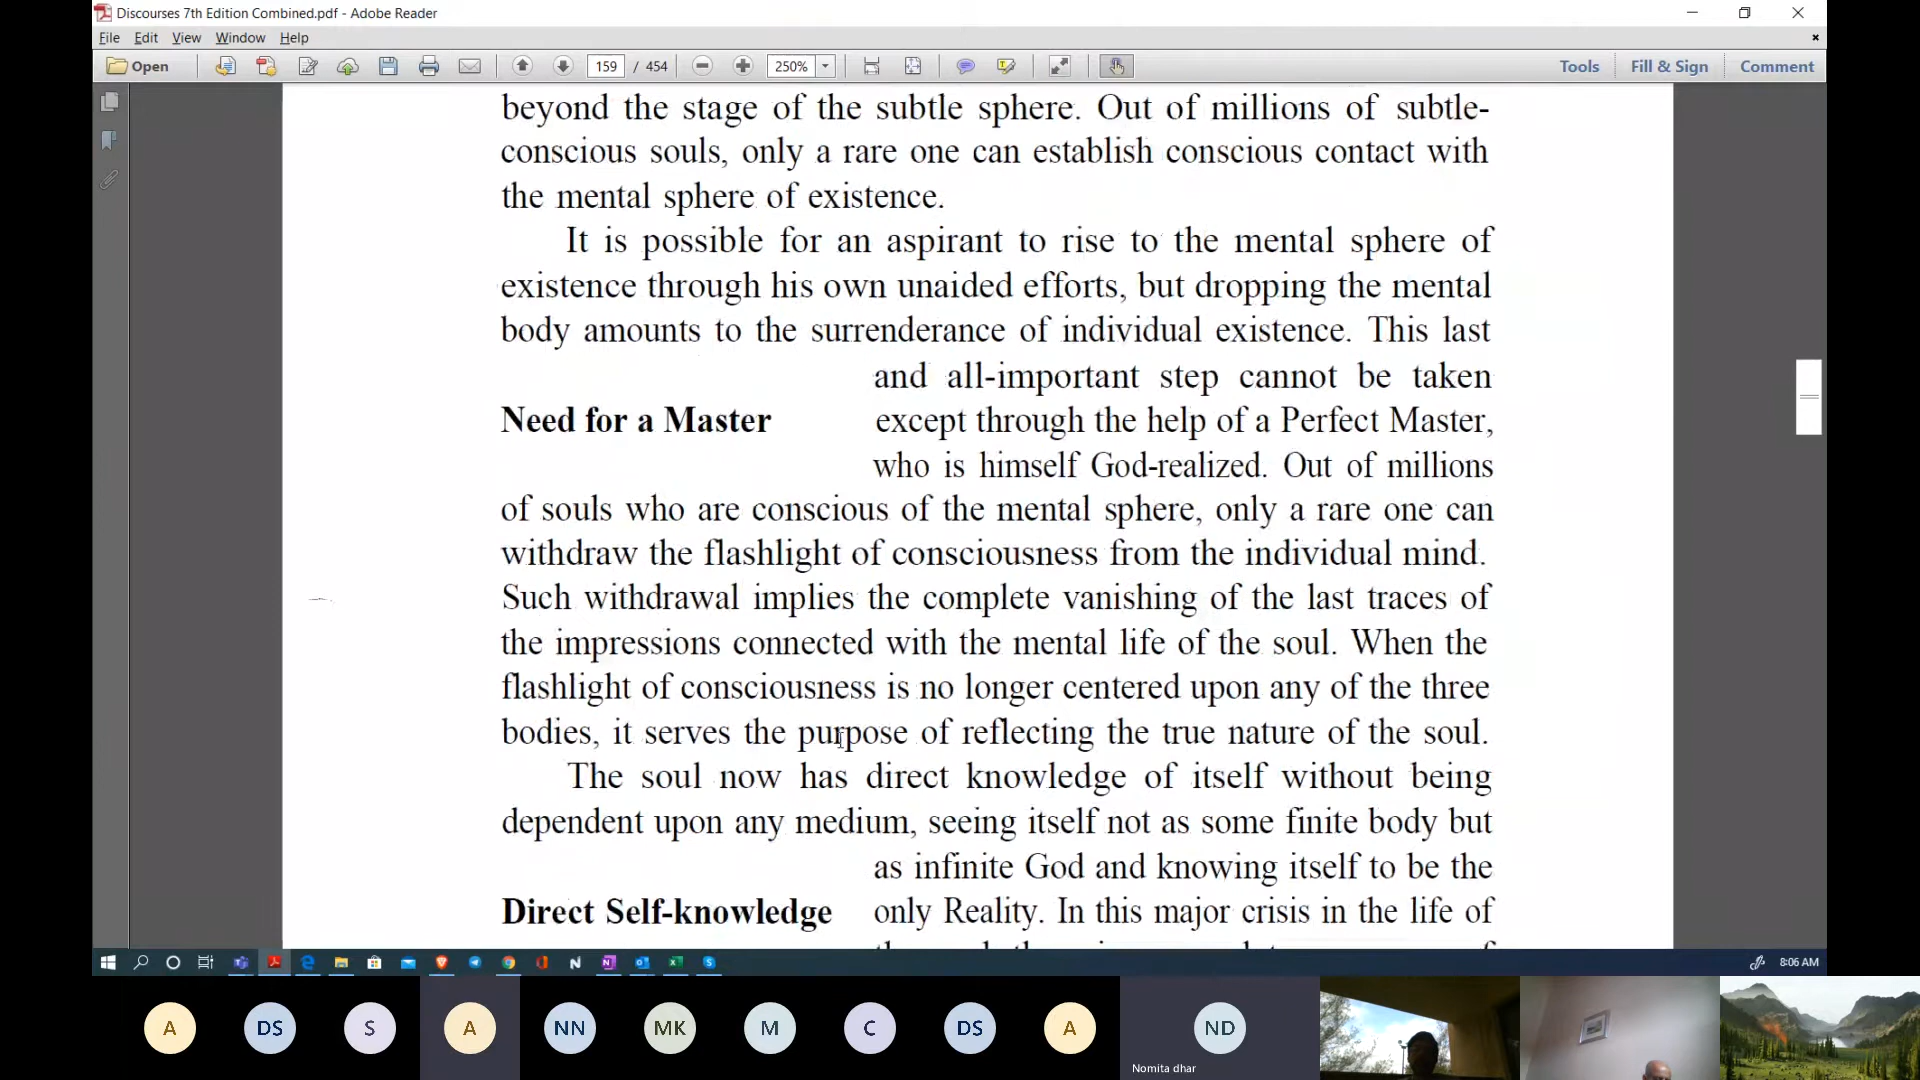 Discourses 7th Edition Combined.pdf - Adobe Reader
File Edit View Window Help
Open 159 / 454 250% Tools Fill & Sign Comment
beyond the stage of the subtle sphere. Out of millions of subtle-
conscious souls, only a rare one can establish conscious contact with
the mental sphere of existence.
It is possible for an aspirant to rise to the mental sphere of
existence through his own unaided efforts, but dropping the mental
body amounts to the surrenderance of individual existence. This last
and all-important step cannot be taken
Need for a Master except through the help of a Perfect Master,
who is himself God-realized. Out of millions
of souls who are conscious of the mental sphere, only a rare one can
withdraw the flashlight of consciousness from the individual mind.
Such withdrawal implies the complete vanishing of the last traces of
the impressions connected with the mental life of the soul. When the
flashlight of consciousness is no longer centered upon any of the three
bodies, it serves the purpose of reflecting the true nature of the soul.
The soul now has direct knowledge of itself without being
dependent upon any medium, seeing itself not as some finite body but
as infinite God and knowing itself to be the
Direct Self-knowledge only Reality. In this major crisis in the life of
8:06 AM
A DS S A NN MK M C DS A ND
Nomita dhar